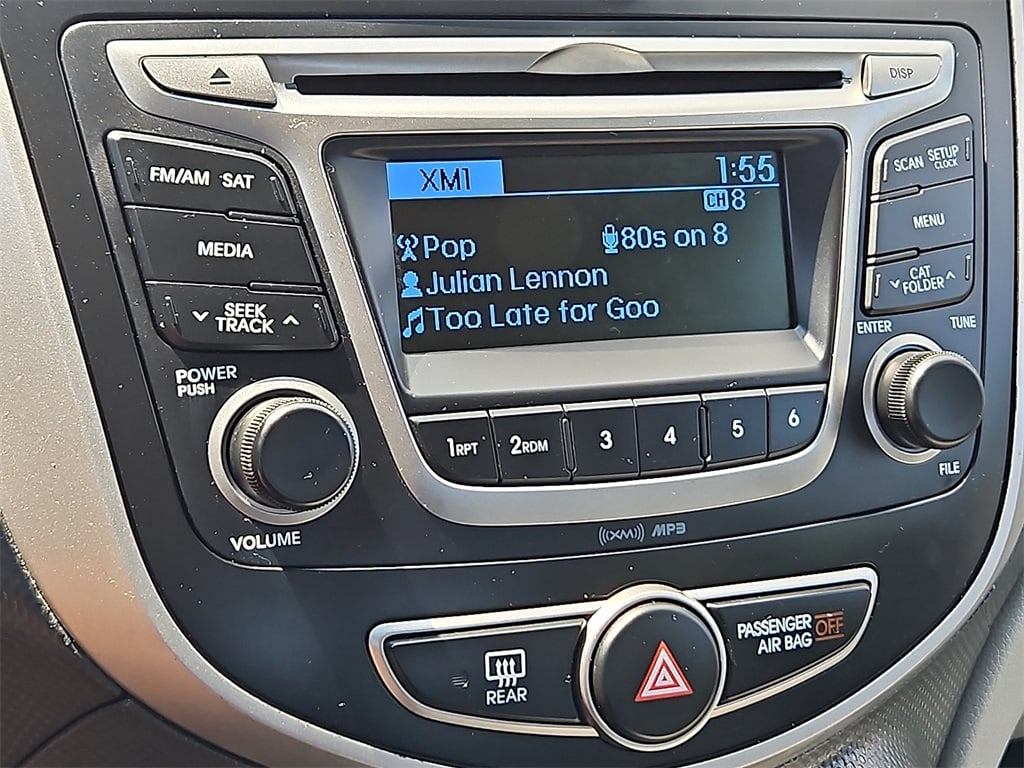 DISP
FM/AM SAT
MEDIA
SEEK
TRACK
POWER
PUSH
VOLUME
XM1
1:55
CH 8
Pop
80s on 8
Julian Lennon
Too Late for Goo
1RPT
2RDM
3
4
5
6
SCAN
SETUP
CLOCK
MENU
CAT
FOLDER
ENTER
TUNE
FILE
((XM)) MP3
REAR
PASSENGER
AIR BAG
OFF